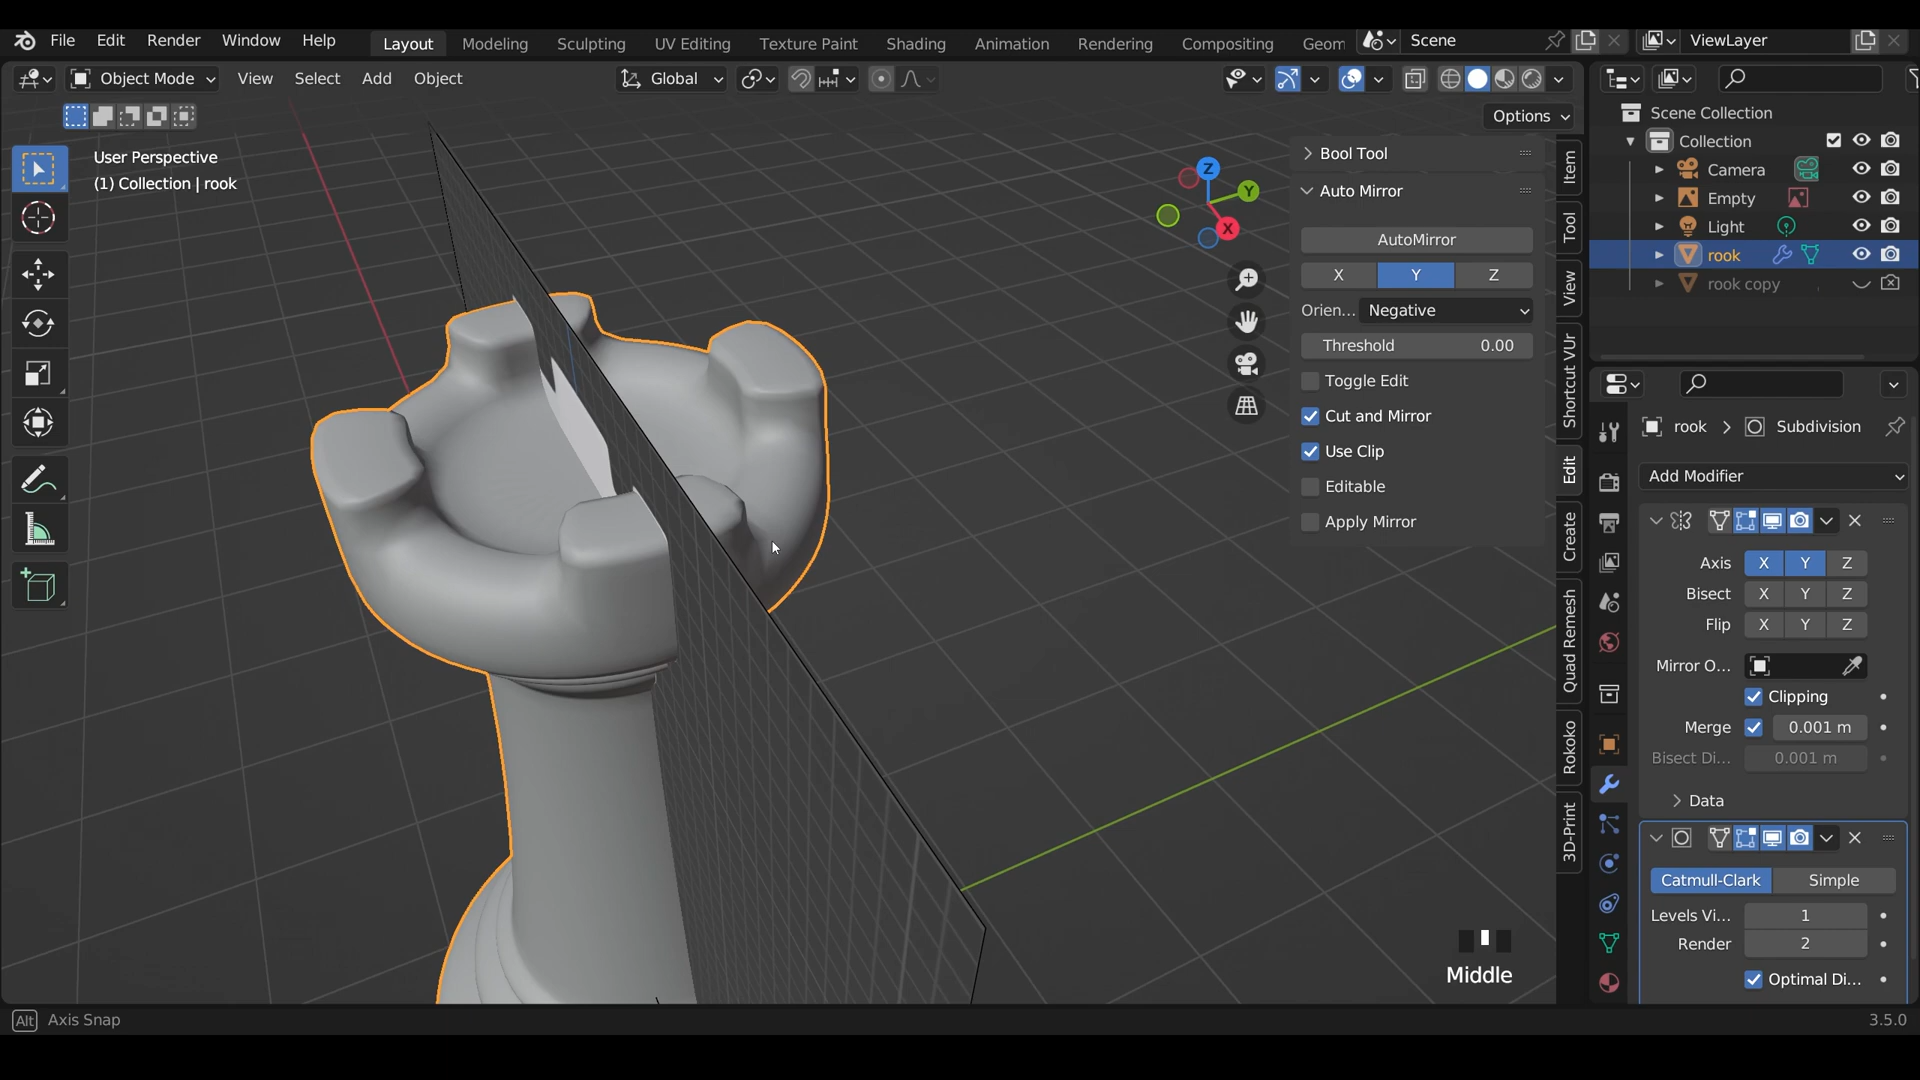 File Edit Render Window Help Layout Modeling Sculpting UV Editing Texture Paint Shading Animation Rendering Compositing Geom Scene ViewLayer
Object Mode View Select Add Object Global
Options
User Perspective
(1) Collection | rook
Z
Y
X
Bool Tool
Auto Mirror
AutoMirror
X Y Z
Orien... Negative
Threshold 0.00
Toggle Edit
Cut and Mirror
Use Clip
Editable
Apply Mirror
Item
Tool
View
Shortcut VUr
Edit
Create
Quad Remesh
Rokoko
3D-Print
Scene Collection
Collection
Camera
Empty
Light
rook
rook copy
rook > Subdivision
Add Modifier
Axis X Y Z
Bisect X Y Z
Flip X Y Z
Mirror O...
Clipping
Merge 0.001 m
Bisect Di... 0.001 m
Data
Catmull-Clark Simple
Levels Vi... 1
Render 2
Optimal Di...
Middle
Alt Axis Snap
3.5.0